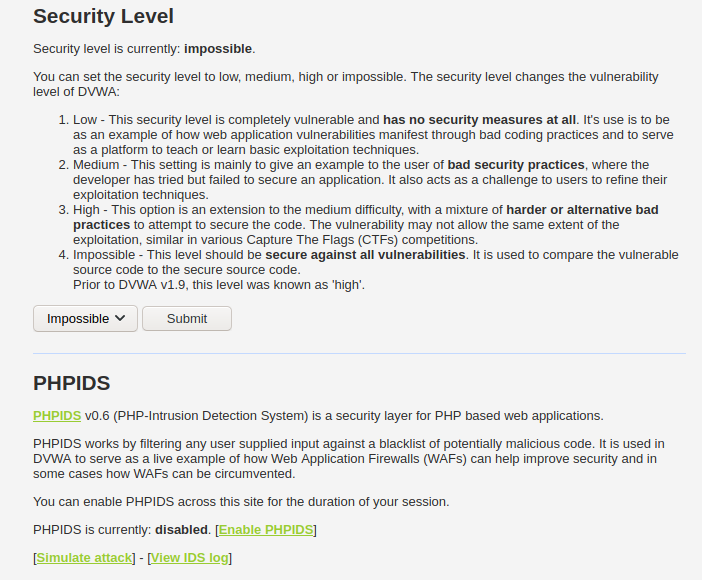 Security Level
Security level is currently: impossible.
You can set the security level to low, medium, high or impossible. The security level changes the vulnerability
level of DVWA:
1. Low - This security level is completely vulnerable and has no security measures at all. It's use is to be
as an example of how web application vulnerabilities manifest through bad coding practices and to serve
as a platform to teach or learn basic exploitation techniques.
2. Medium - This setting is mainly to give an example to the user of bad security practices, where the
developer has tried but failed to secure an application. It also acts as a challenge to users to refine their
exploitation techniques.
3. High - This option is an extension to the medium difficulty, with a mixture of harder or alternative bad
practices to attempt to secure the code. The vulnerability may not allow the same extent of the
exploitation, similar in various Capture The Flags (CTFs) competitions.
4. Impossible - This level should be secure against all vulnerabilities. It is used to compare the vulnerable
source code to the secure source code.
Prior to DVWA v1.9, this level was known as 'high'.
Impossible Submit
PHPIDS
PHPIDS v0.6 (PHP-Intrusion Detection System) is a security layer for PHP based web applications.
PHPIDS works by filtering any user supplied input against a blacklist of potentially malicious code. It is used in
DVWA to serve as a live example of how Web Application Firewalls (WAFs) can help improve security and in
some cases how WAFs can be circumvented.
You can enable PHPIDS across this site for the duration of your session.
PHPIDS is currently: disabled. [Enable PHPIDS]
[Simulate attack] - [View IDS log]